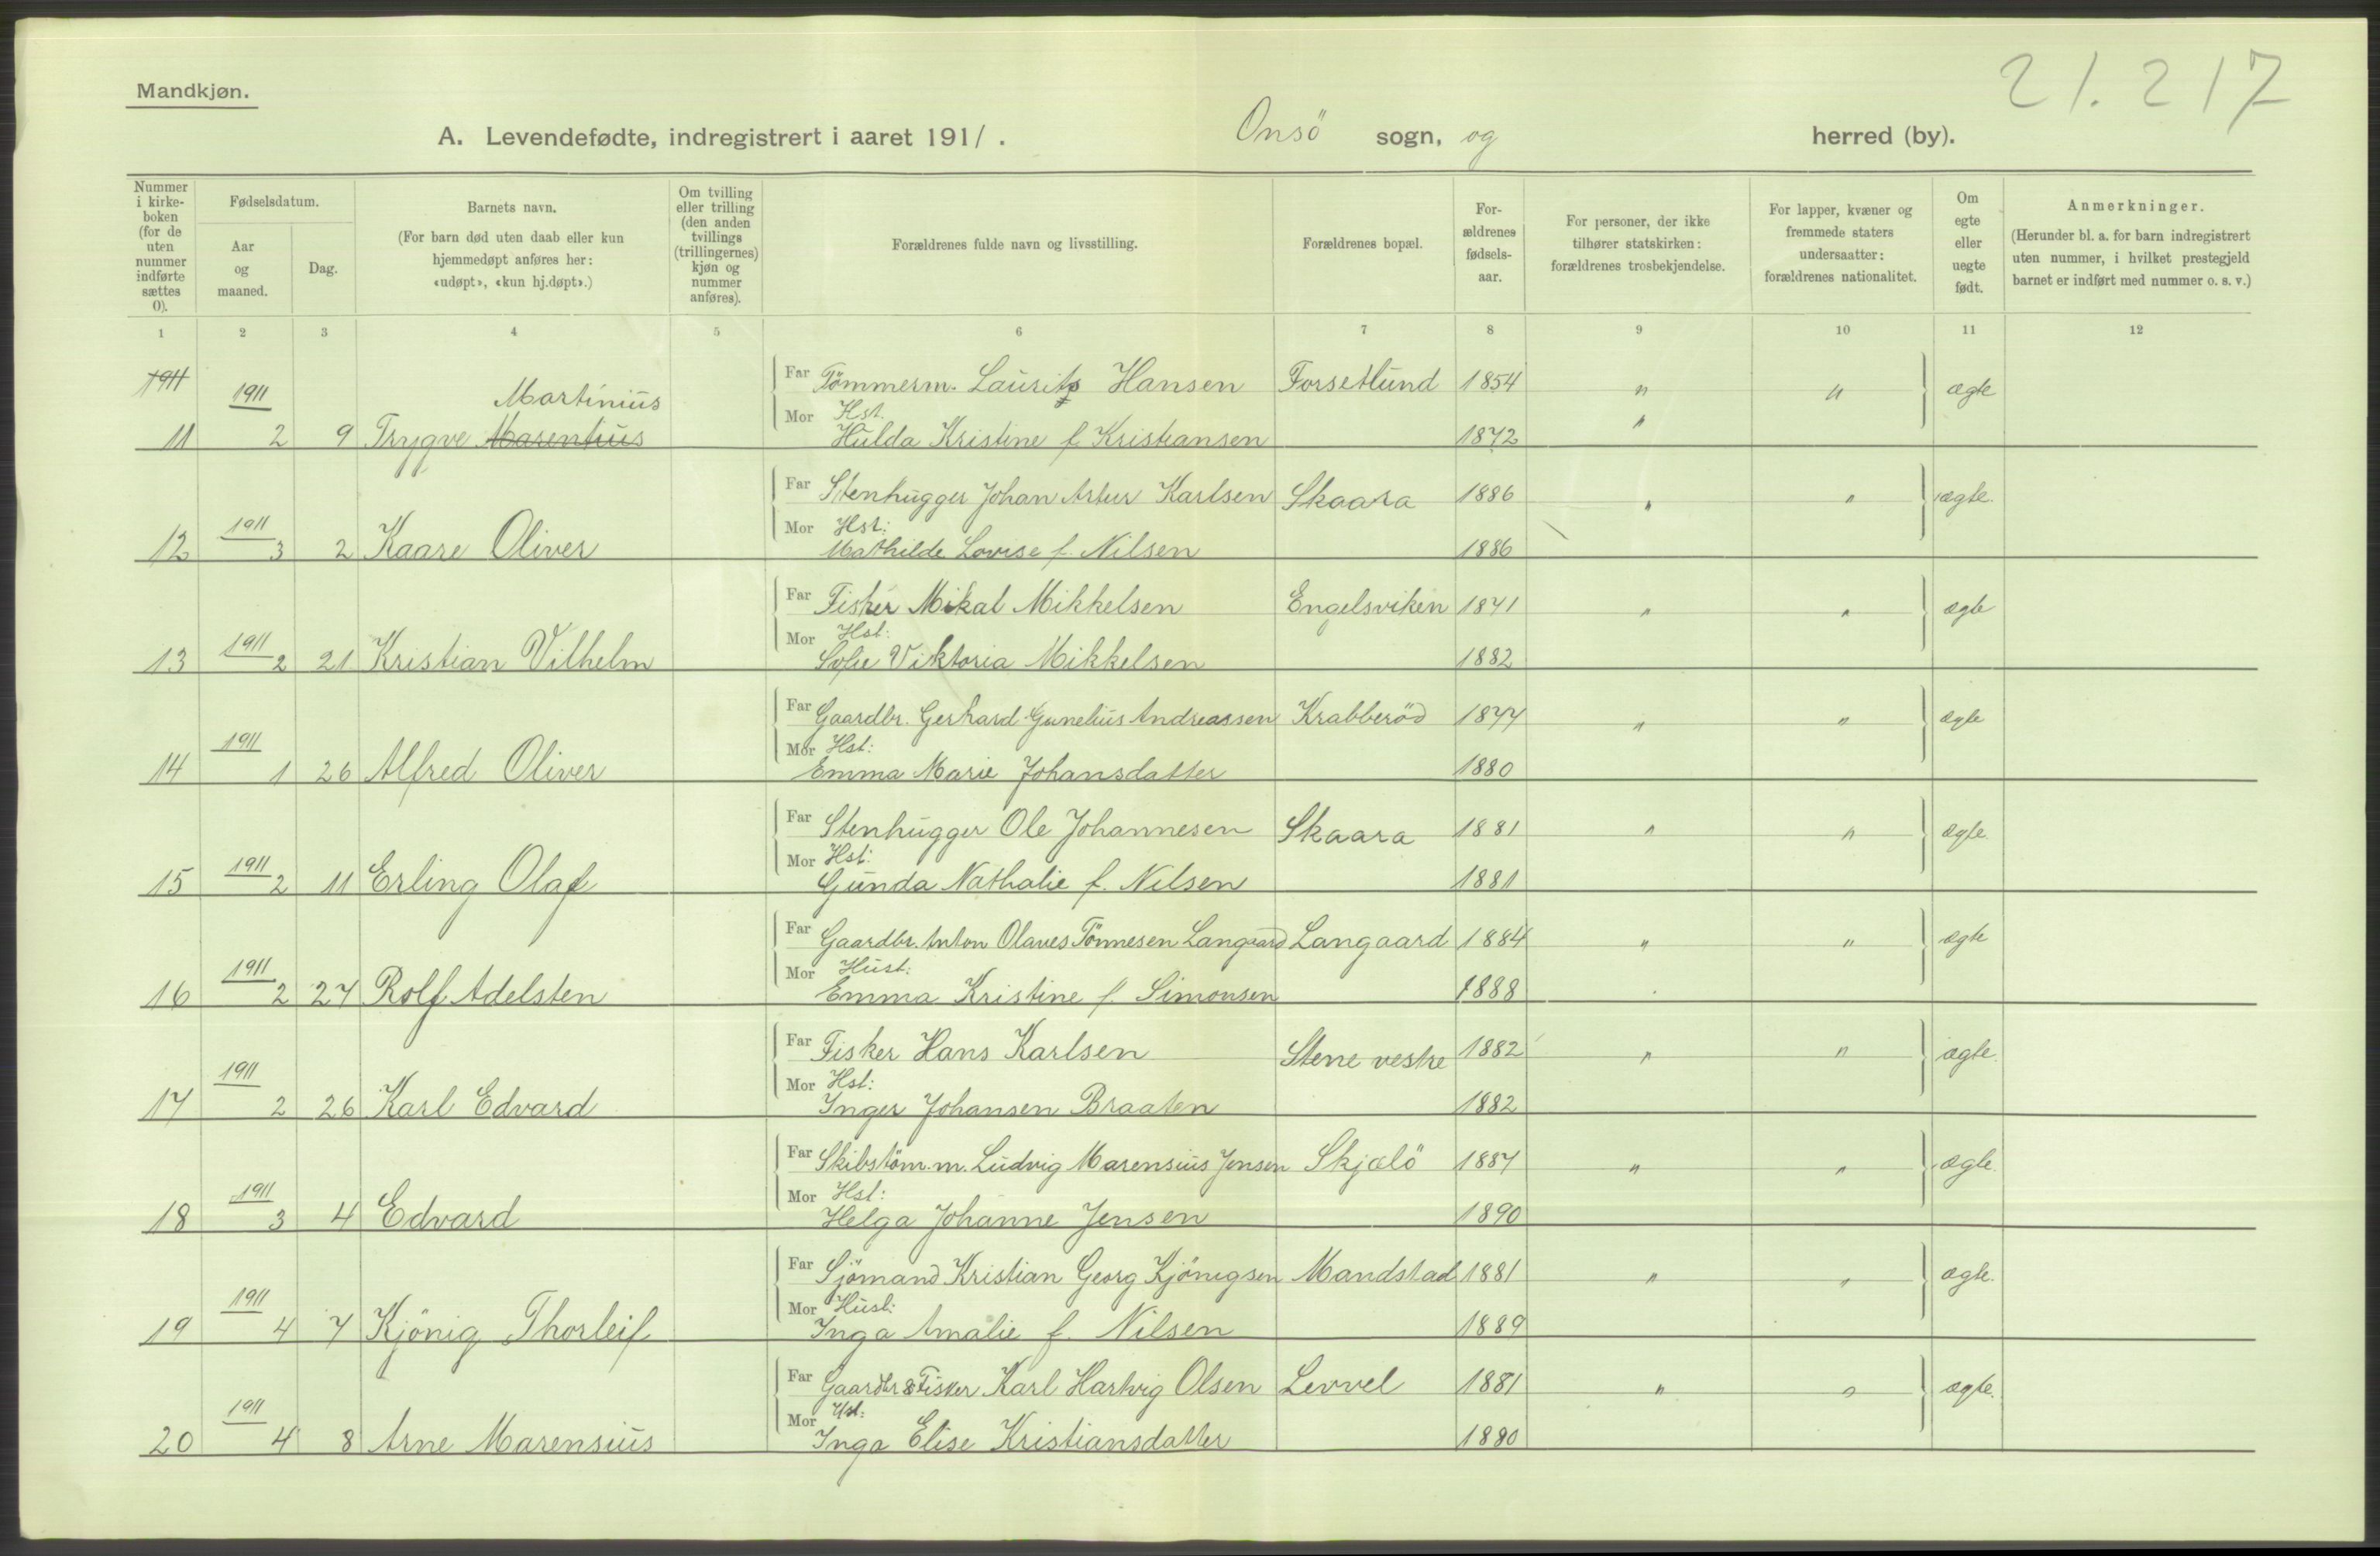 Mandkjøn.
21.217
A. Levendefødte, indregistrert i aaret 1911. Onsö sogn, og herred (by).
Nummer i kirkeboken (for de uten nummer indførte sættes 0).
Fødselsdatum.
Aar og maaned.
Dag.
Barnets navn.
(For barn død uten daab eller kun hjemmedøpt anføres her: «udøpt», «kun hj.døpt».)
Om tvilling eller trilling (den anden tvillings (trillingernes) kjøn og nummer anføres).
Forældrenes fulde navn og livsstilling.
Forældrenes bopæl.
Forældrenes fødselsaar.
For personer, der ikke tilhører statskirken: forældrenes trosbekjendelse.
For lapper, kvæner og fremmede staters undersaatter: forældrenes nationalitet.
Om egte eller uegte født.
Anmerkninger.
(Herunder bl. a. for barn indregistrert uten nummer, i hvilket prestegjeld barnet er indført med nummer o. s. v.)
1 2 3 4 5 6 7 8 9 10 11 12
1911 1911 Martinius Far Tömmerm. Lauritz Hansen Forsetlund 1854 " " ægte
11 2 9 Trygve Marentius Mor Hst. Hulda Kristine f. Kristiansen 1872 "
Far Stenhugger Johan Artur Karlsen Skaara 1886 " " ægte.
12 1911 3 2 Kaare Oliver Mor Hst: Mathilde Lovise f. Nilsen 1886
Far Fisker Mikal Mikkelsen Engelsviken 1871 " " ægte
13 1911 2 21 Kristian Vilhelm Mor Hst: Sofie Viktoria Mikkelsen 1882
Far Gaardbr. Gerhard Gunelius Andreassen Krabberöd 1877 " " ægte
14 1911 1 26 Alfred Oliver Mor Hst: Emma Marie Johansdatter 1880
Far Stenhugger Ole Johannesen Skaara 1881 " " ægte.
15 1911 2 11 Erling Olaf Mor Hst: Gunda Nathalie f. Nilsen 1881
Far Gaardbr. Anton Olaves Tönnesen Langaard Langaard 1884 " " ægte
16 1911 2 27 Rolf Adelsten Mor Hust: Emma Kristine f. Simonsen 1888
Far Fisker Hans Karlsen Stene vestre 1882 " " ægte.
17 1911 2 26 Karl Edvard Mor Hst: Inger Johansen Braaten 1882
Far Skibstöm.m. Ludvig Marensius Jensen Skjælö 1887 " " ægte.
18 1911 3 4 Edvard Mor Hst: Helga Johanne Jensen 1890
Far Sjömand Kristian Georg Kjönigsen Mandstad 1881 " " ægte.
19 1911 4 7 Kjönig Thorleif Mor Hust: Inga Amalie f. Nilsen 1889
Far Gaardbr & Fisker Karl Hartvig Olsen Levvel 1881 " " ægte.
20 1911 4 8 Arne Marensius Mor Hst: Inga Elise Kristiansdatter 1880